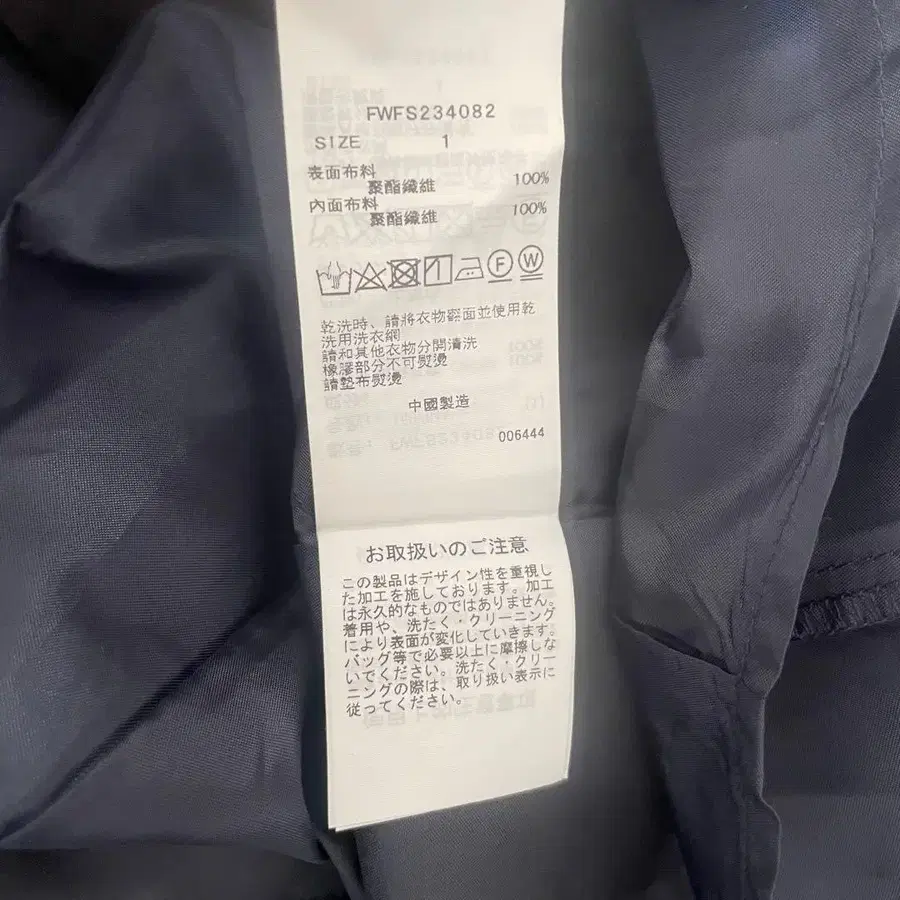 FWFS234082
SIZE 1
表面布料
聚酯纖維 100%
內面布料
聚酯纖維 100%
F W
乾洗時、請將衣物翻面並使用乾
洗用洗衣網
請和其他衣物分開清洗
橡膠部分不可熨燙
請墊布熨燙
中國製造
006444
お取扱いのご注意
この製品はデザイン性を重視し
た加工を施しております。加工
は永久的なものではありません。
着用や、洗たく・クリーニング
により表面が変化していきます。
バッグ等で必要以上に摩擦しな
いでください。洗たく・クリー
ニングの際は、取り扱い表示に
従ってください。